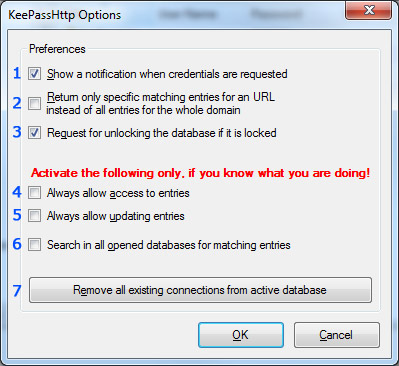 KeePassHttp Options
User Name Password
Preferences
1 Show a notification when credentials are requested
2 Return only specific matching entries for an URL
instead of all entries for the whole domain
3 Request for unlocking the database if it is locked
Activate the following only, if you know what you are doing!
4 Always allow access to entries
5 Always allow updating entries
6 Search in all opened databases for matching entries
7 Remove all existing connections from active database
OK Cancel